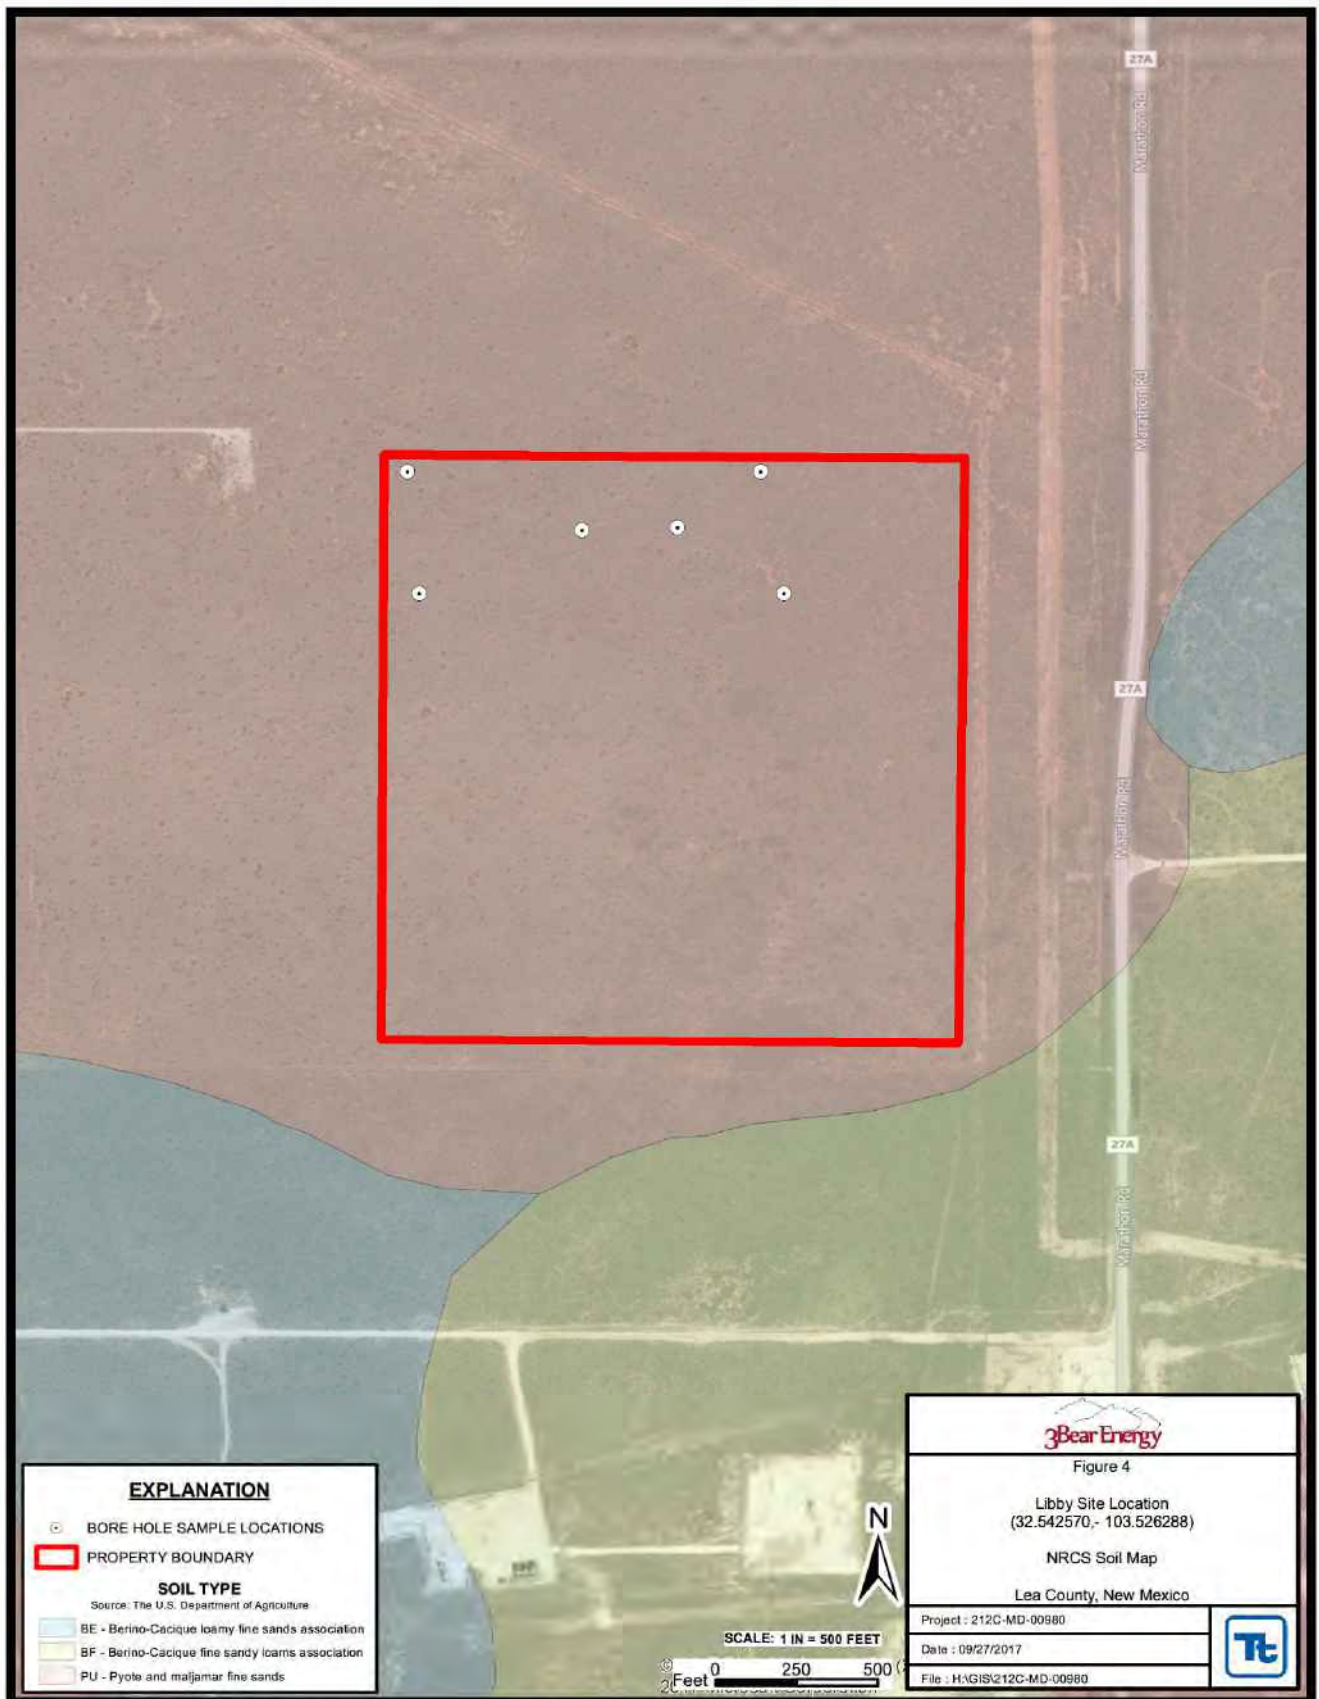 27A
Marathon Rd
Marathon Rd
27A
Marathon Rd
27A
Marathon Rd
EXPLANATION
BORE HOLE SAMPLE LOCATIONS
PROPERTY BOUNDARY
SOIL TYPE
Source: The U.S. Department of Agriculture
BE - Berino-Cacique loamy fine sands association
BF - Berino-Cacique fine sandy loams association
PU - Pyote and maljamar fine sands
N
SCALE: 1 IN = 500 FEET
Feet 0 250 500
3Bear Energy
Figure 4
Libby Site Location
(32.542570,- 103.526288)
NRCS Soil Map
Lea County, New Mexico
Project : 212C-MD-00980
Date : 09/27/2017
File : H:\GIS\212C-MD-00980
Tt